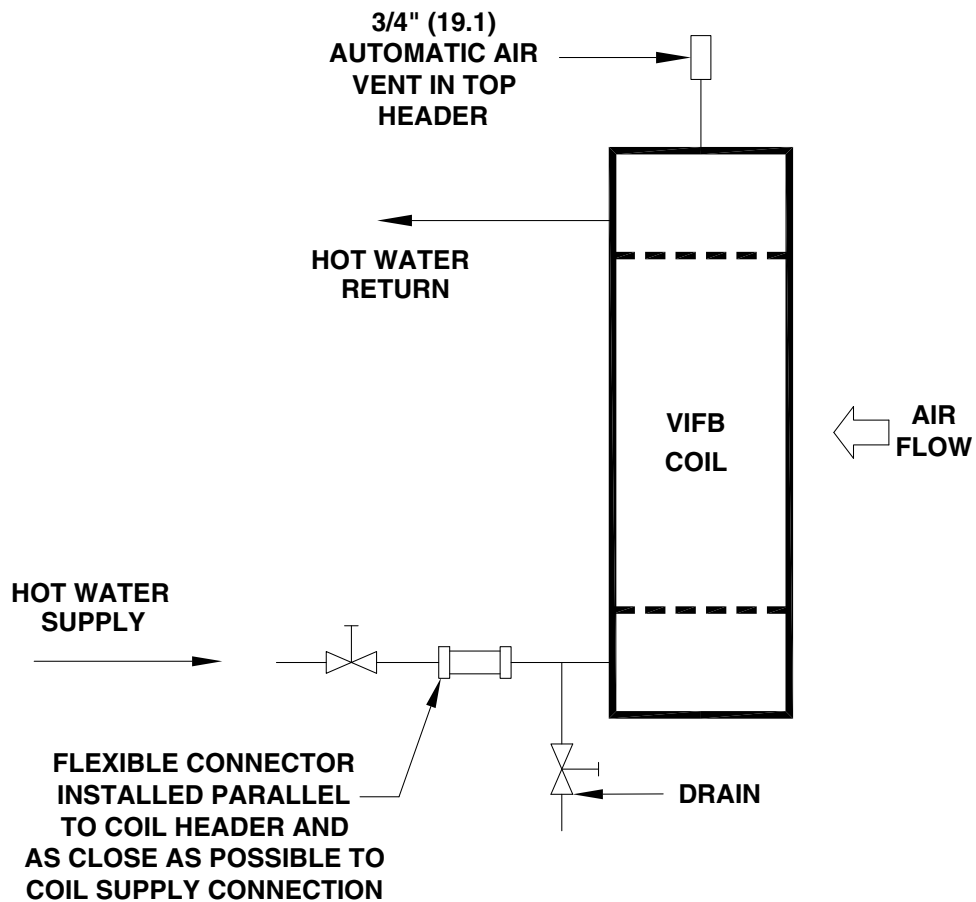 3/4" (19.1)
AUTOMATIC AIR
VENT IN TOP
HEADER
HOT WATER
RETURN
VIFB
COIL
AIR
FLOW
HOT WATER
SUPPLY
FLEXIBLE CONNECTOR
INSTALLED PARALLEL
TO COIL HEADER AND
AS CLOSE AS POSSIBLE TO
COIL SUPPLY CONNECTION
DRAIN